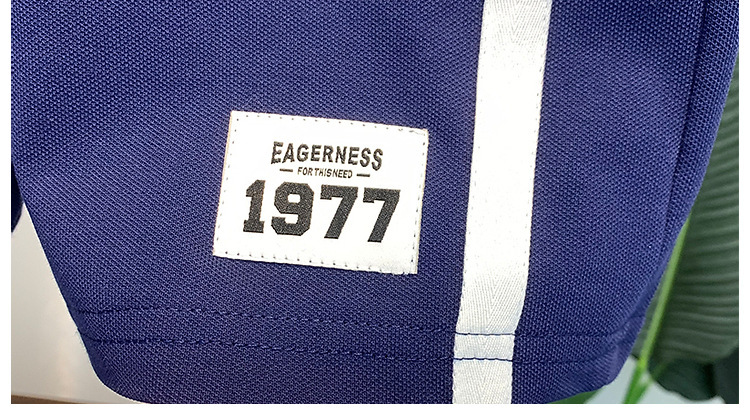 EAGERNESS
— FORTHISNEED —
1977